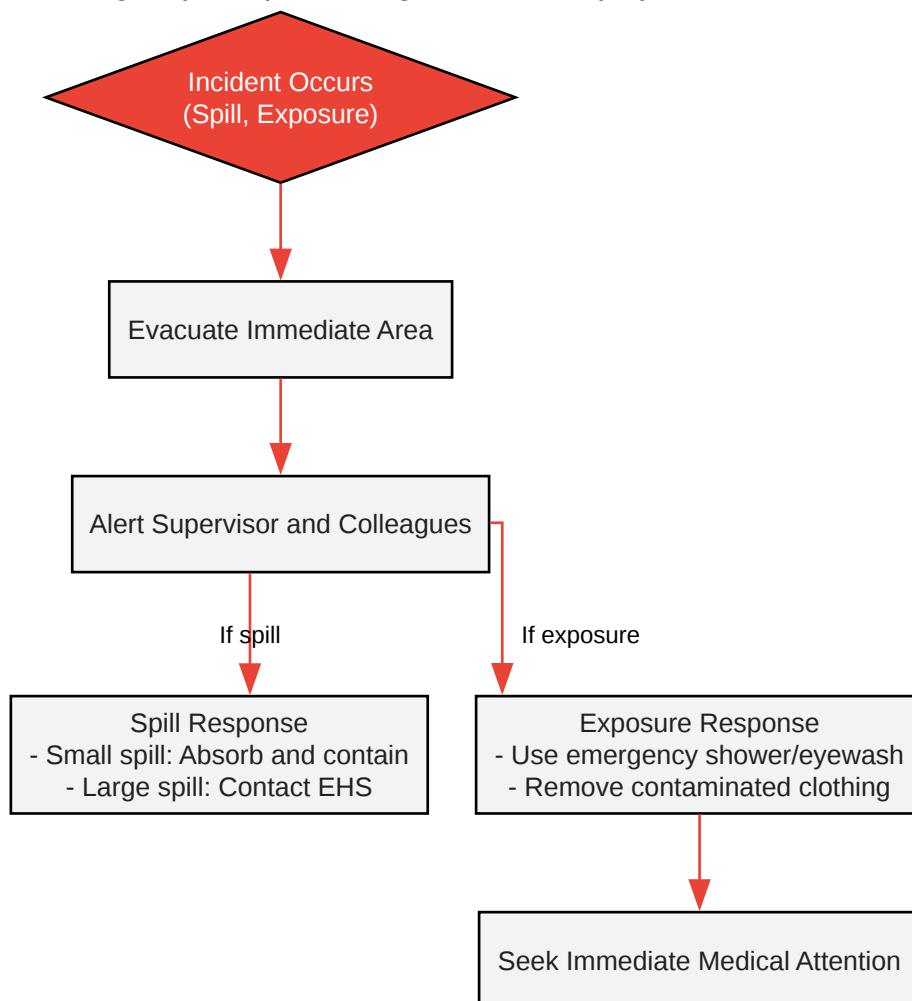 Incident Occurs
(Spill, Exposure)
Evacuate Immediate Area
Alert Supervisor and Colleagues
If spill
If exposure
Spill Response
- Small spill: Absorb and contain
- Large spill: Contact EHS
Exposure Response
- Use emergency shower/eyewash
- Remove contaminated clothing
Seek Immediate Medical Attention